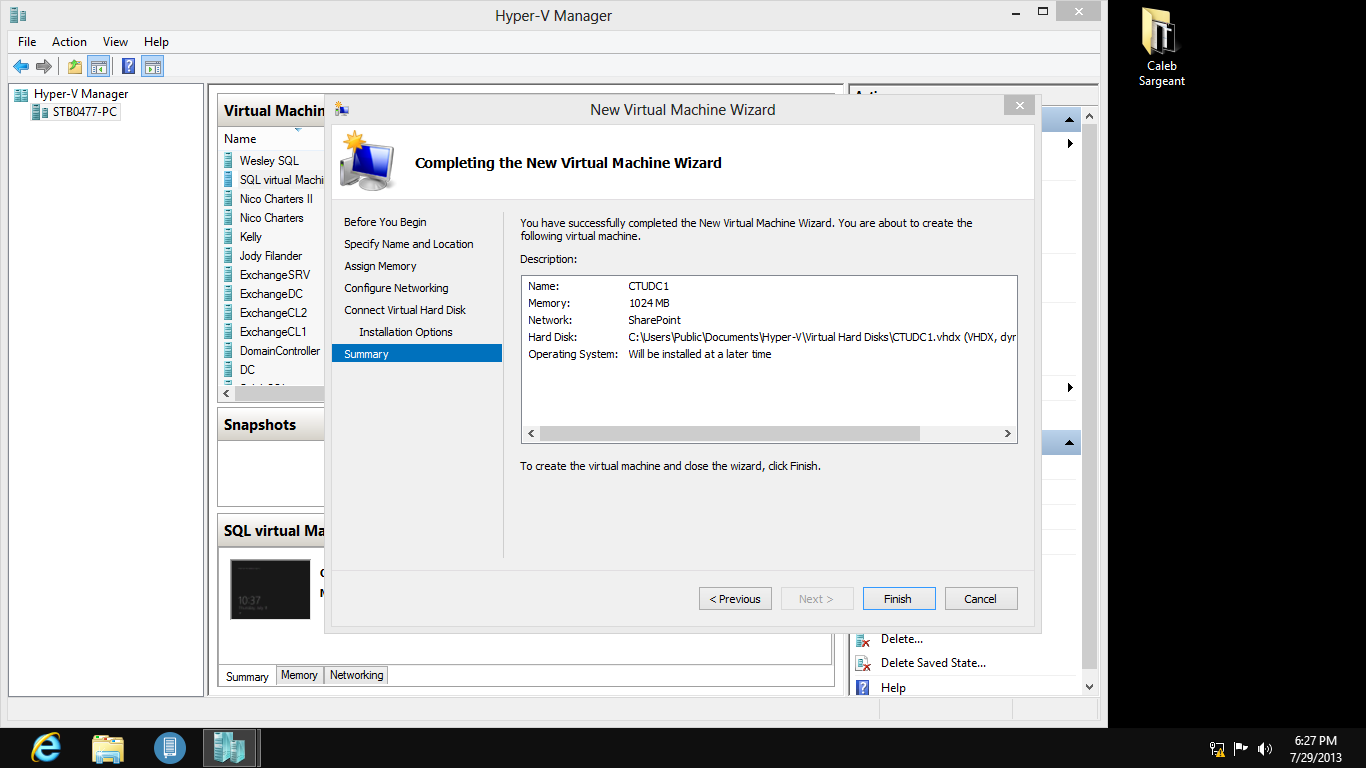 Hyper-V Manager
File Action View Help
Hyper-V Manager
STB0477-PC
Virtual Machin
Name
Wesley SQL
SQL virtual Machi
Nico Charters II
Nico Charters
Kelly
Jody Filander
ExchangeSRV
ExchangeDC
ExchangeCL2
ExchangeCL1
DomainController
DC
Snapshots
SQL virtual Ma
10:37
Summary Memory Networking
New Virtual Machine Wizard
Completing the New Virtual Machine Wizard
Before You Begin
Specify Name and Location
Assign Memory
Configure Networking
Connect Virtual Hard Disk
Installation Options
Summary
You have successfully completed the New Virtual Machine Wizard. You are about to create the
following virtual machine.
Description:
Name: CTUDC1
Memory: 1024 MB
Network: SharePoint
Hard Disk: C:\Users\Public\Documents\Hyper-V\Virtual Hard Disks\CTUDC1.vhdx (VHDX, dyr
Operating System: Will be installed at a later time
To create the virtual machine and close the wizard, click Finish.
< Previous Next > Finish Cancel
Delete...
Delete Saved State...
Help
Caleb
Sargeant
6:27 PM
7/29/2013